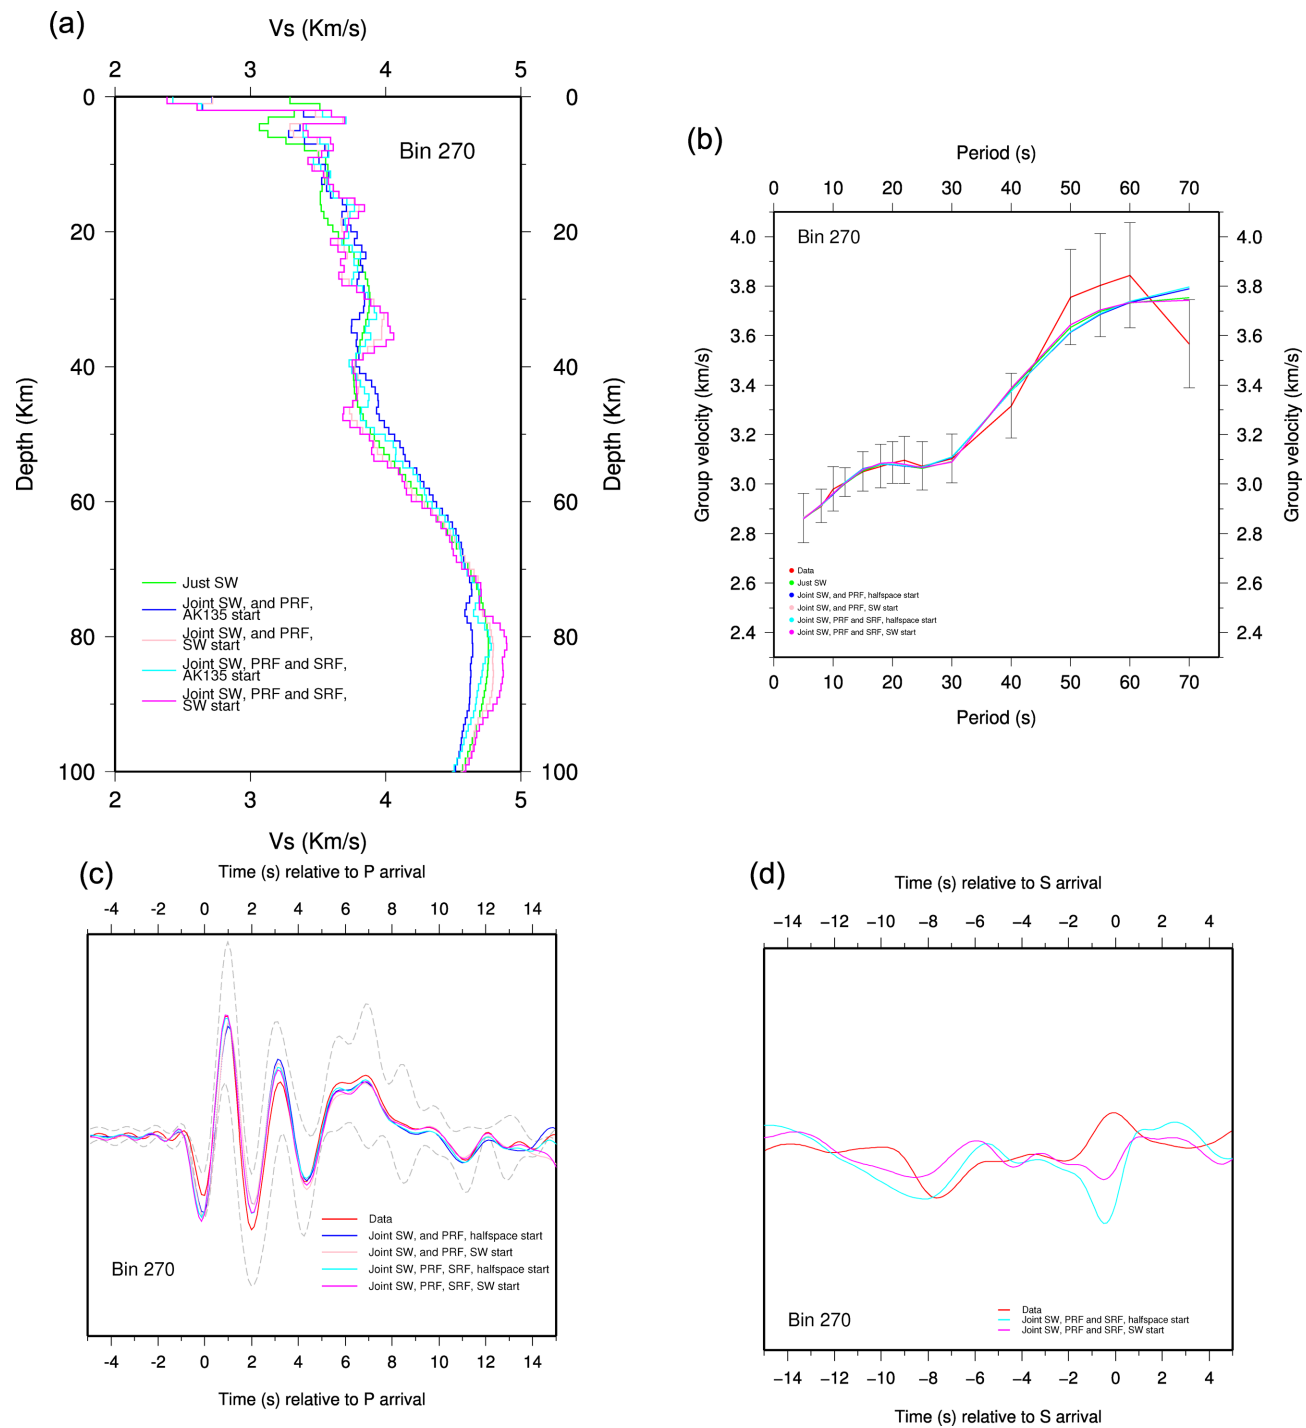 (a)
Vs (Km/s)
2 3 4 5
0 0
20 20
40 40
60 60
80 80
100 100
Depth (Km)
Depth (Km)
Bin 270
Just SW
Joint SW, and PRF,
AK135 start
Joint SW, and PRF,
SW start
Joint SW, PRF and SRF,
AK135 start
Joint SW, PRF and SRF,
SW start
2 3 4 5
Vs (Km/s)
(b)
Period (s)
0 10 20 30 40 50 60 70
Bin 270
4.0 4.0
3.8 3.8
3.6 3.6
3.4 3.4
3.2 3.2
3.0 3.0
2.8 2.8
2.6 2.6
2.4 2.4
Group velocity (km/s)
Group velocity (km/s)
Data
Just SW
Joint SW, and PRF, halfspace start
Joint SW, and PRF, SW start
Joint SW, PRF and SRF, halfspace start
Joint SW, PRF and SRF, SW start
0 10 20 30 40 50 60 70
Period (s)
(c)
Time (s) relative to P arrival
-4 -2 0 2 4 6 8 10 12 14
Data
Joint SW, and PRF, halfspace start
Joint SW, and PRF, SW start
Joint SW, PRF, SRF, halfspace start
Joint SW, PRF, SRF, SW start
Bin 270
-4 -2 0 2 4 6 8 10 12 14
Time (s) relative to P arrival
(d)
Time (s) relative to S arrival
−14 −12 −10 −8 −6 −4 −2 0 2 4
Data
Joint SW, PRF and SRF, halfspace start
Joint SW, PRF and SRF, SW start
Bin 270
−14 −12 −10 −8 −6 −4 −2 0 2 4
Time (s) relative to S arrival